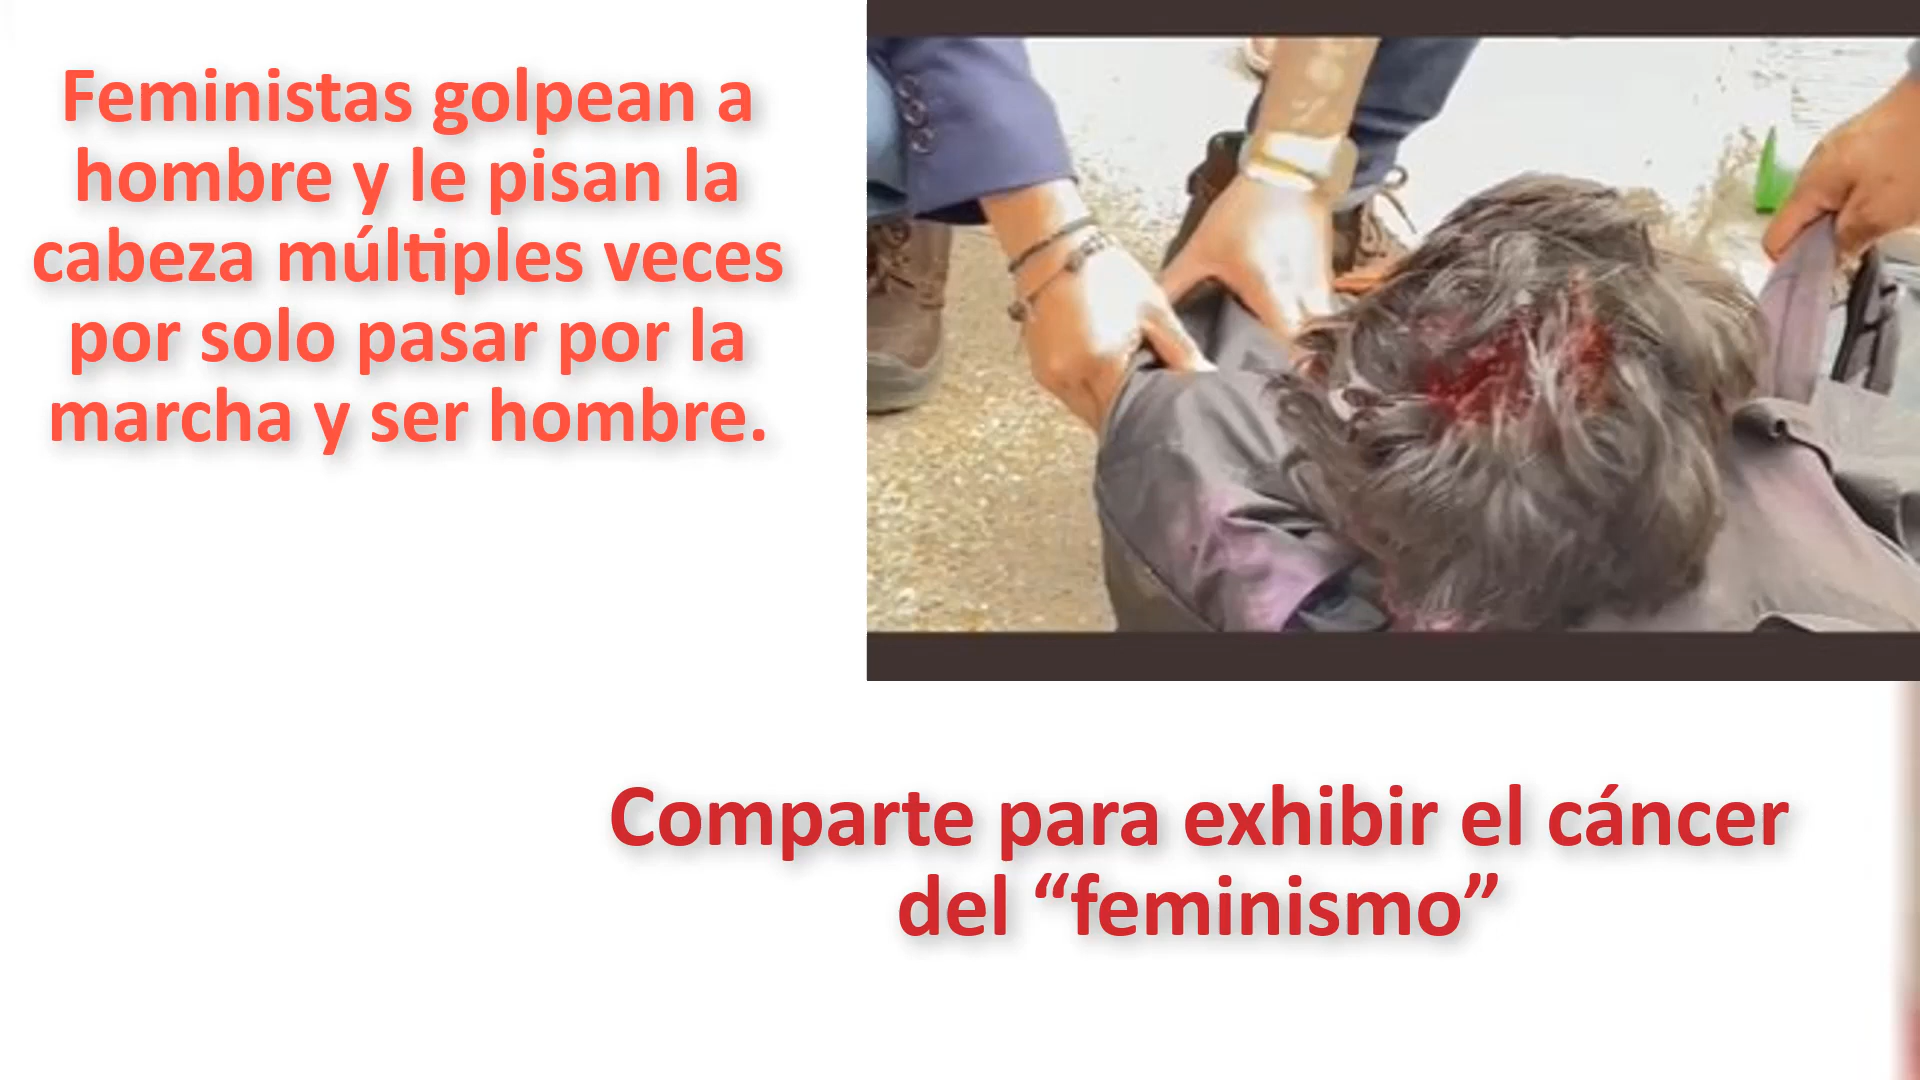 Feministas golpean a
hombre y le pisan la
cabeza múltiples veces
por solo pasar por la
marcha y ser hombre.
Comparte para exhibir el cáncer
del “feminismo”